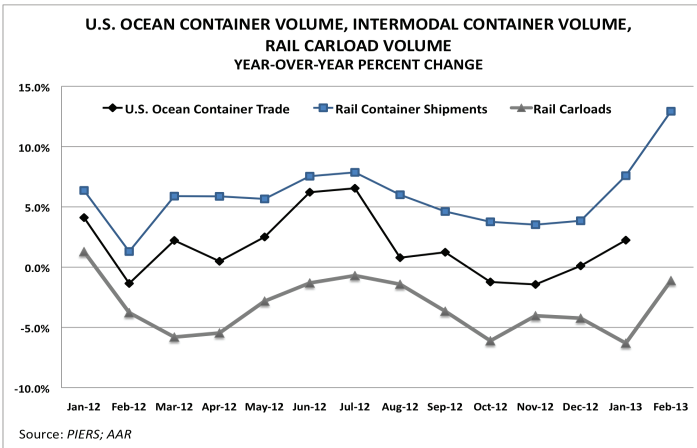 U.S. OCEAN CONTAINER VOLUME, INTERMODAL CONTAINER VOLUME,
RAIL CARLOAD VOLUME
YEAR-OVER-YEAR PERCENT CHANGE
15.0%
U.S. Ocean Container Trade Rail Container Shipments Rail Carloads
10.0%
5.0%
0.0%
-5.0%
-10.0%
Jan-12 Feb-12 Mar-12 Apr-12 May-12 Jun-12 Jul-12 Aug-12 Sep-12 Oct-12 Nov-12 Dec-12 Jan-13 Feb-13
Source: PIERS; AAR